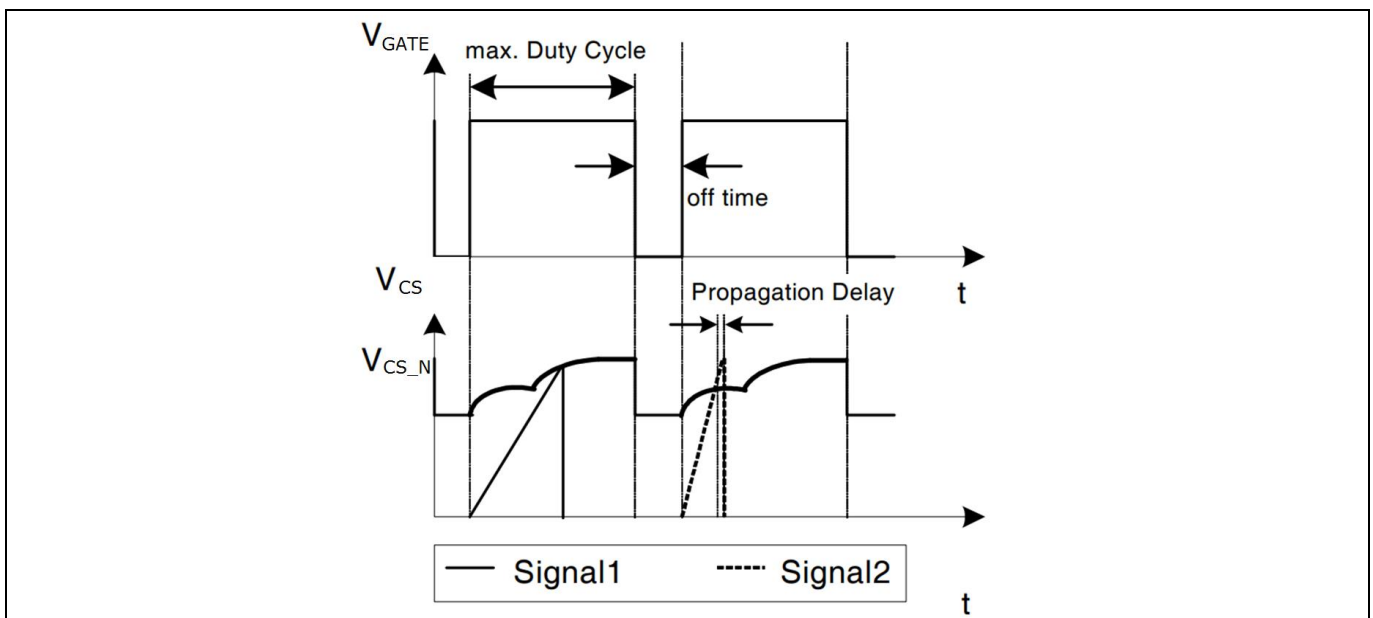 VGATE
max. Duty Cycle
off time
VCS
Propagation Delay
t
VCS_N
Signal1
Signal2
t